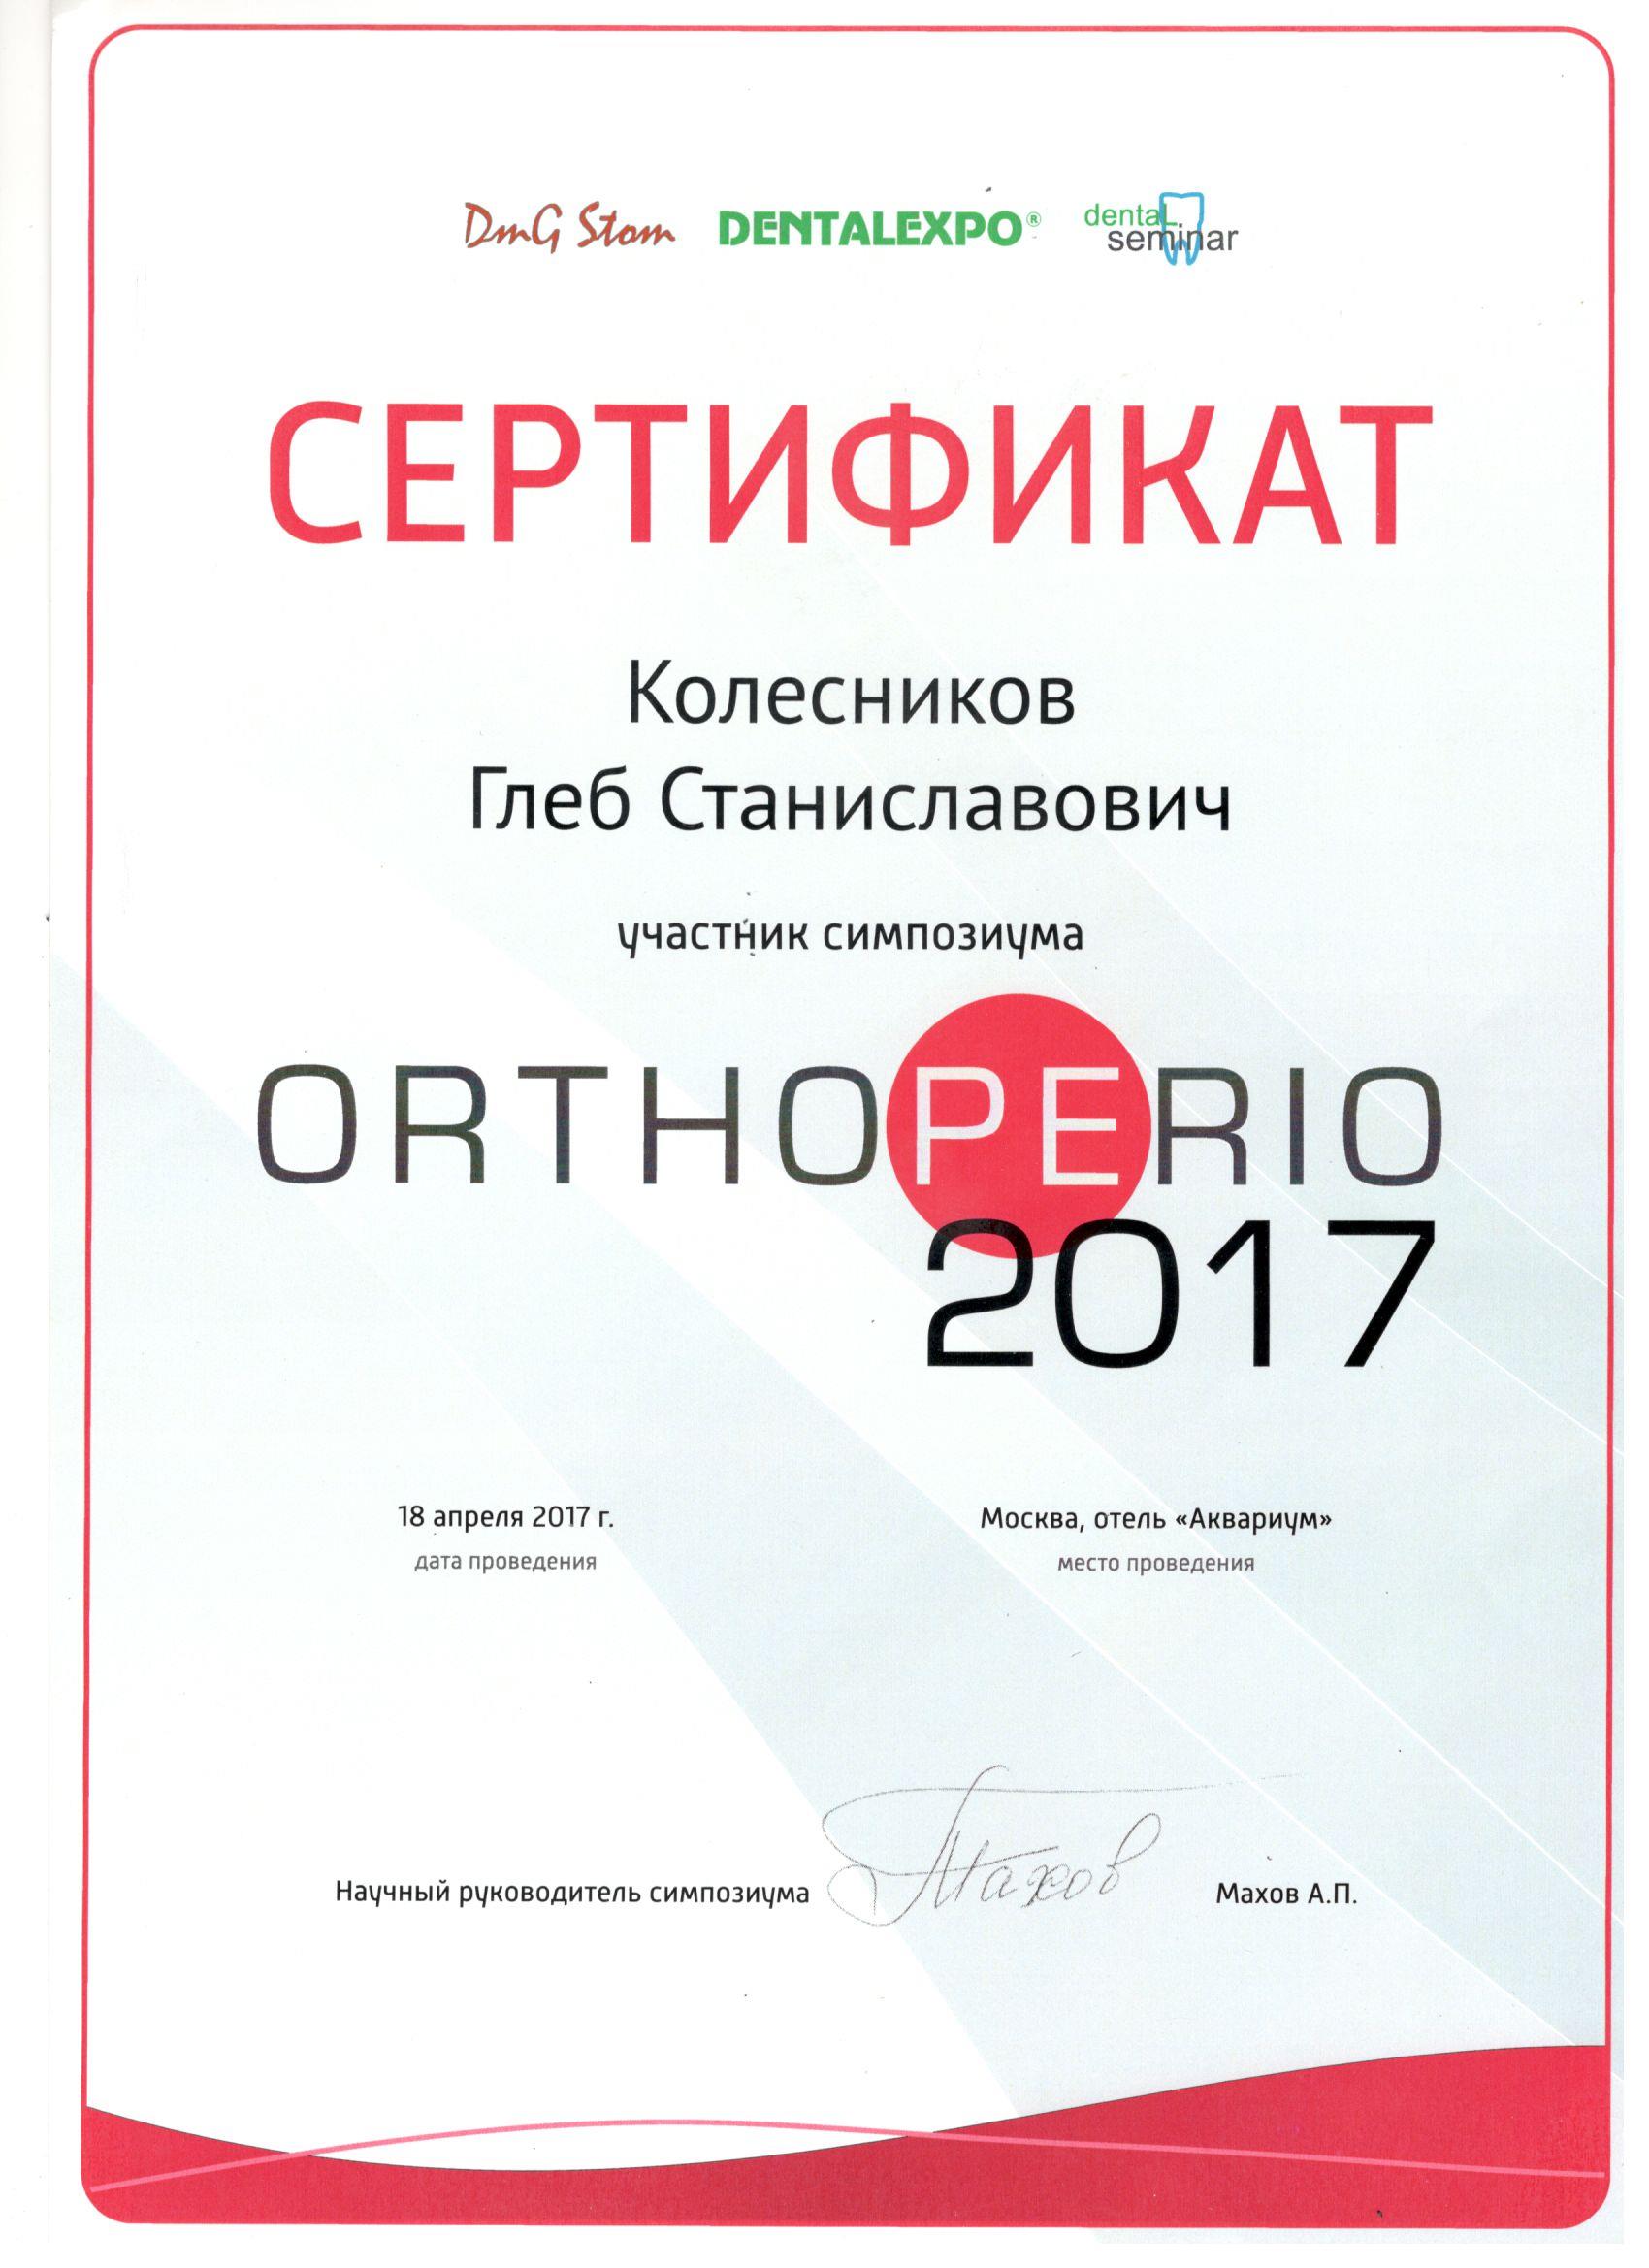 DmG Stom DENTALEXPO® dental seminar
СЕРТИФИКАТ
Колесников
Глеб Станиславович
участник симпозиума
ORTHOPERIO
2017
18 апреля 2017 г. Москва, отель «Аквариум»
дата проведения место проведения
Научный руководитель симпозиума Махов Махов А.П.